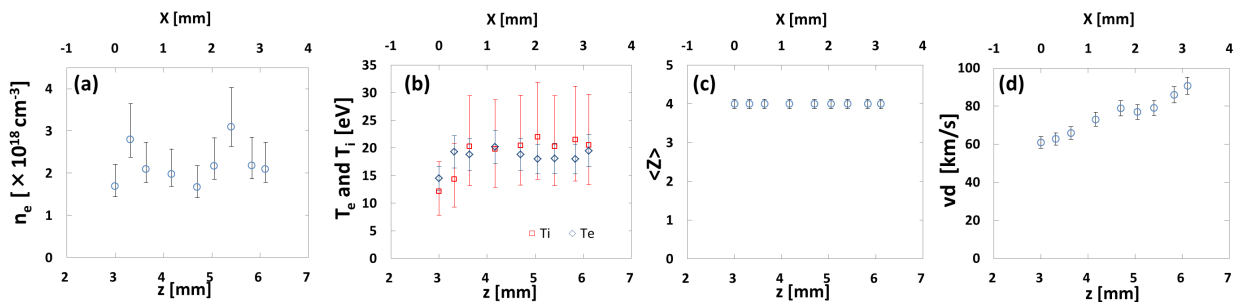 X [mm]
-1 0 1 2 3 4
(a)
n_e [×10^18 cm^-3]
4
3
2
1
0
2 3 4 5 6 7
z [mm]
X [mm]
-1 0 1 2 3 4
(b)
T_e and T_i [eV]
35
30
25
20
15
10
5
0
Ti Te
2 3 4 5 6 7
z [mm]
X [mm]
-1 0 1 2 3 4
(c)
<Z>
5
4
3
2
1
0
2 3 4 5 6 7
z [mm]
X [mm]
-1 0 1 2 3 4
(d)
vd [km/s]
100
80
60
40
20
0
2 3 4 5 6 7
z [mm]